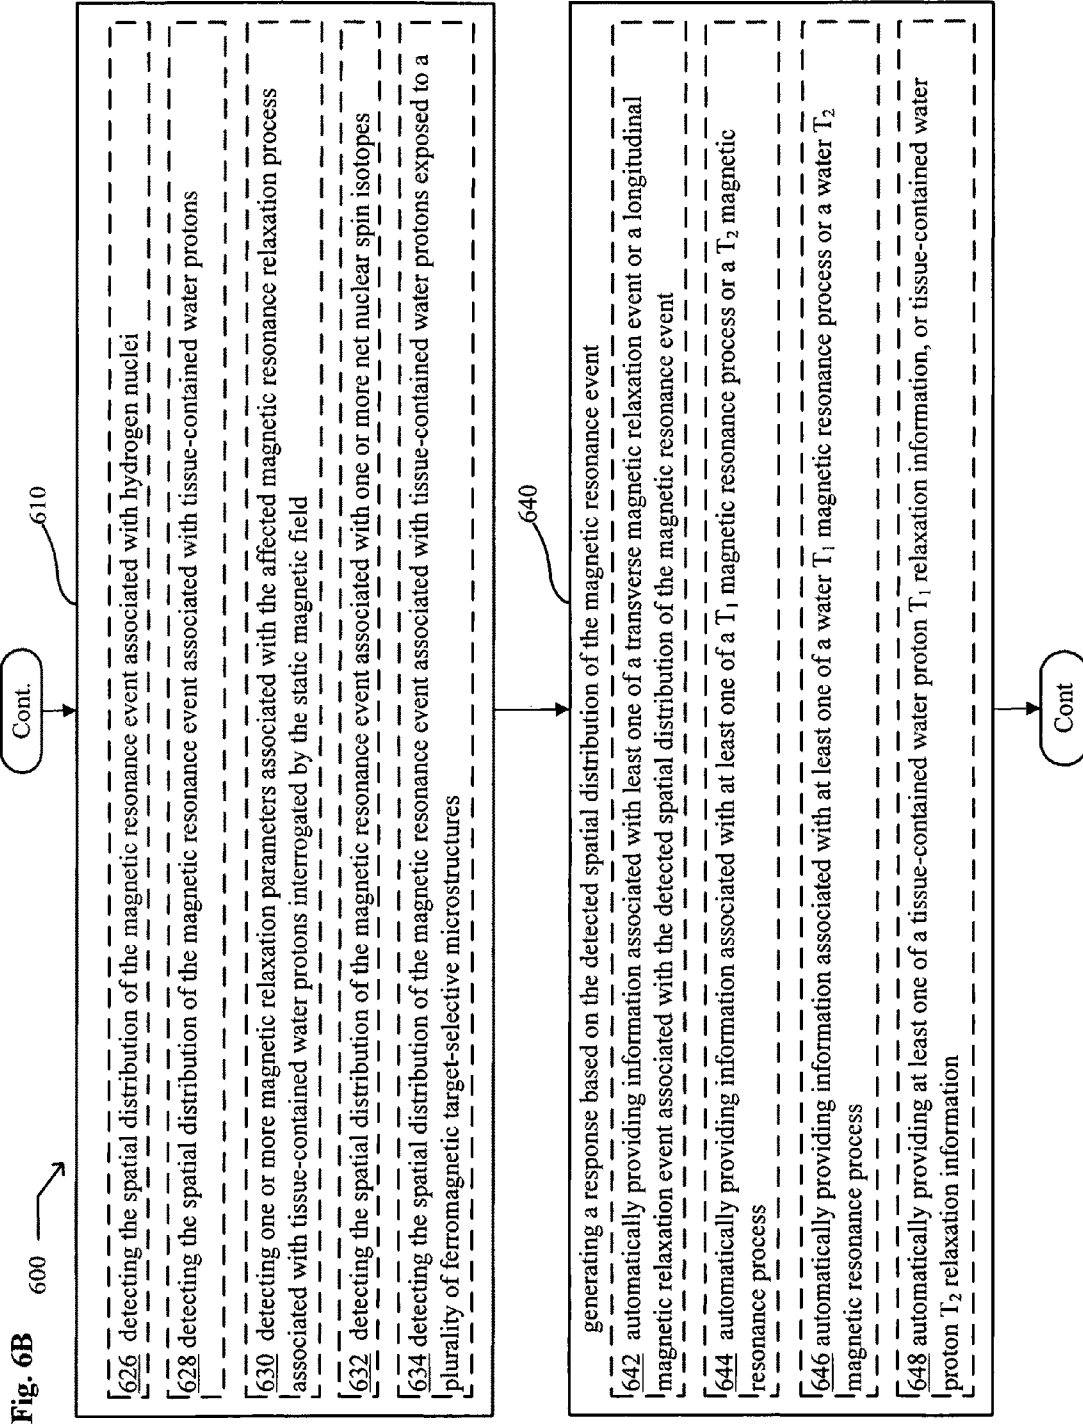 Fig. 6B
600
Cont.
610
626 detecting the spatial distribution of the magnetic resonance event associated with hydrogen nuclei
628 detecting the spatial distribution of the magnetic resonance event associated with tissue-contained water protons
630 detecting one or more magnetic relaxation parameters associated with the affected magnetic resonance relaxation process
associated with tissue-contained water protons interrogated by the static magnetic field
632 detecting the spatial distribution of the magnetic resonance event associated with one or more net nuclear spin isotopes
634 detecting the spatial distribution of the magnetic resonance event associated with tissue-contained water protons exposed to a
plurality of ferromagnetic target-selective microstructures
640
generating a response based on the detected spatial distribution of the magnetic resonance event
642 automatically providing information associated with least one of a transverse magnetic relaxation event or a longitudinal
magnetic relaxation event associated with the detected spatial distribution of the magnetic resonance event
644 automatically providing information associated with at least one of a T₁ magnetic resonance process or a T₂ magnetic
resonance process
646 automatically providing information associated with at least one of a water T₁ magnetic resonance process or a water T₂
magnetic resonance process
648 automatically providing at least one of a tissue-contained water proton T₁ relaxation information, or tissue-contained water
proton T₂ relaxation information
Cont